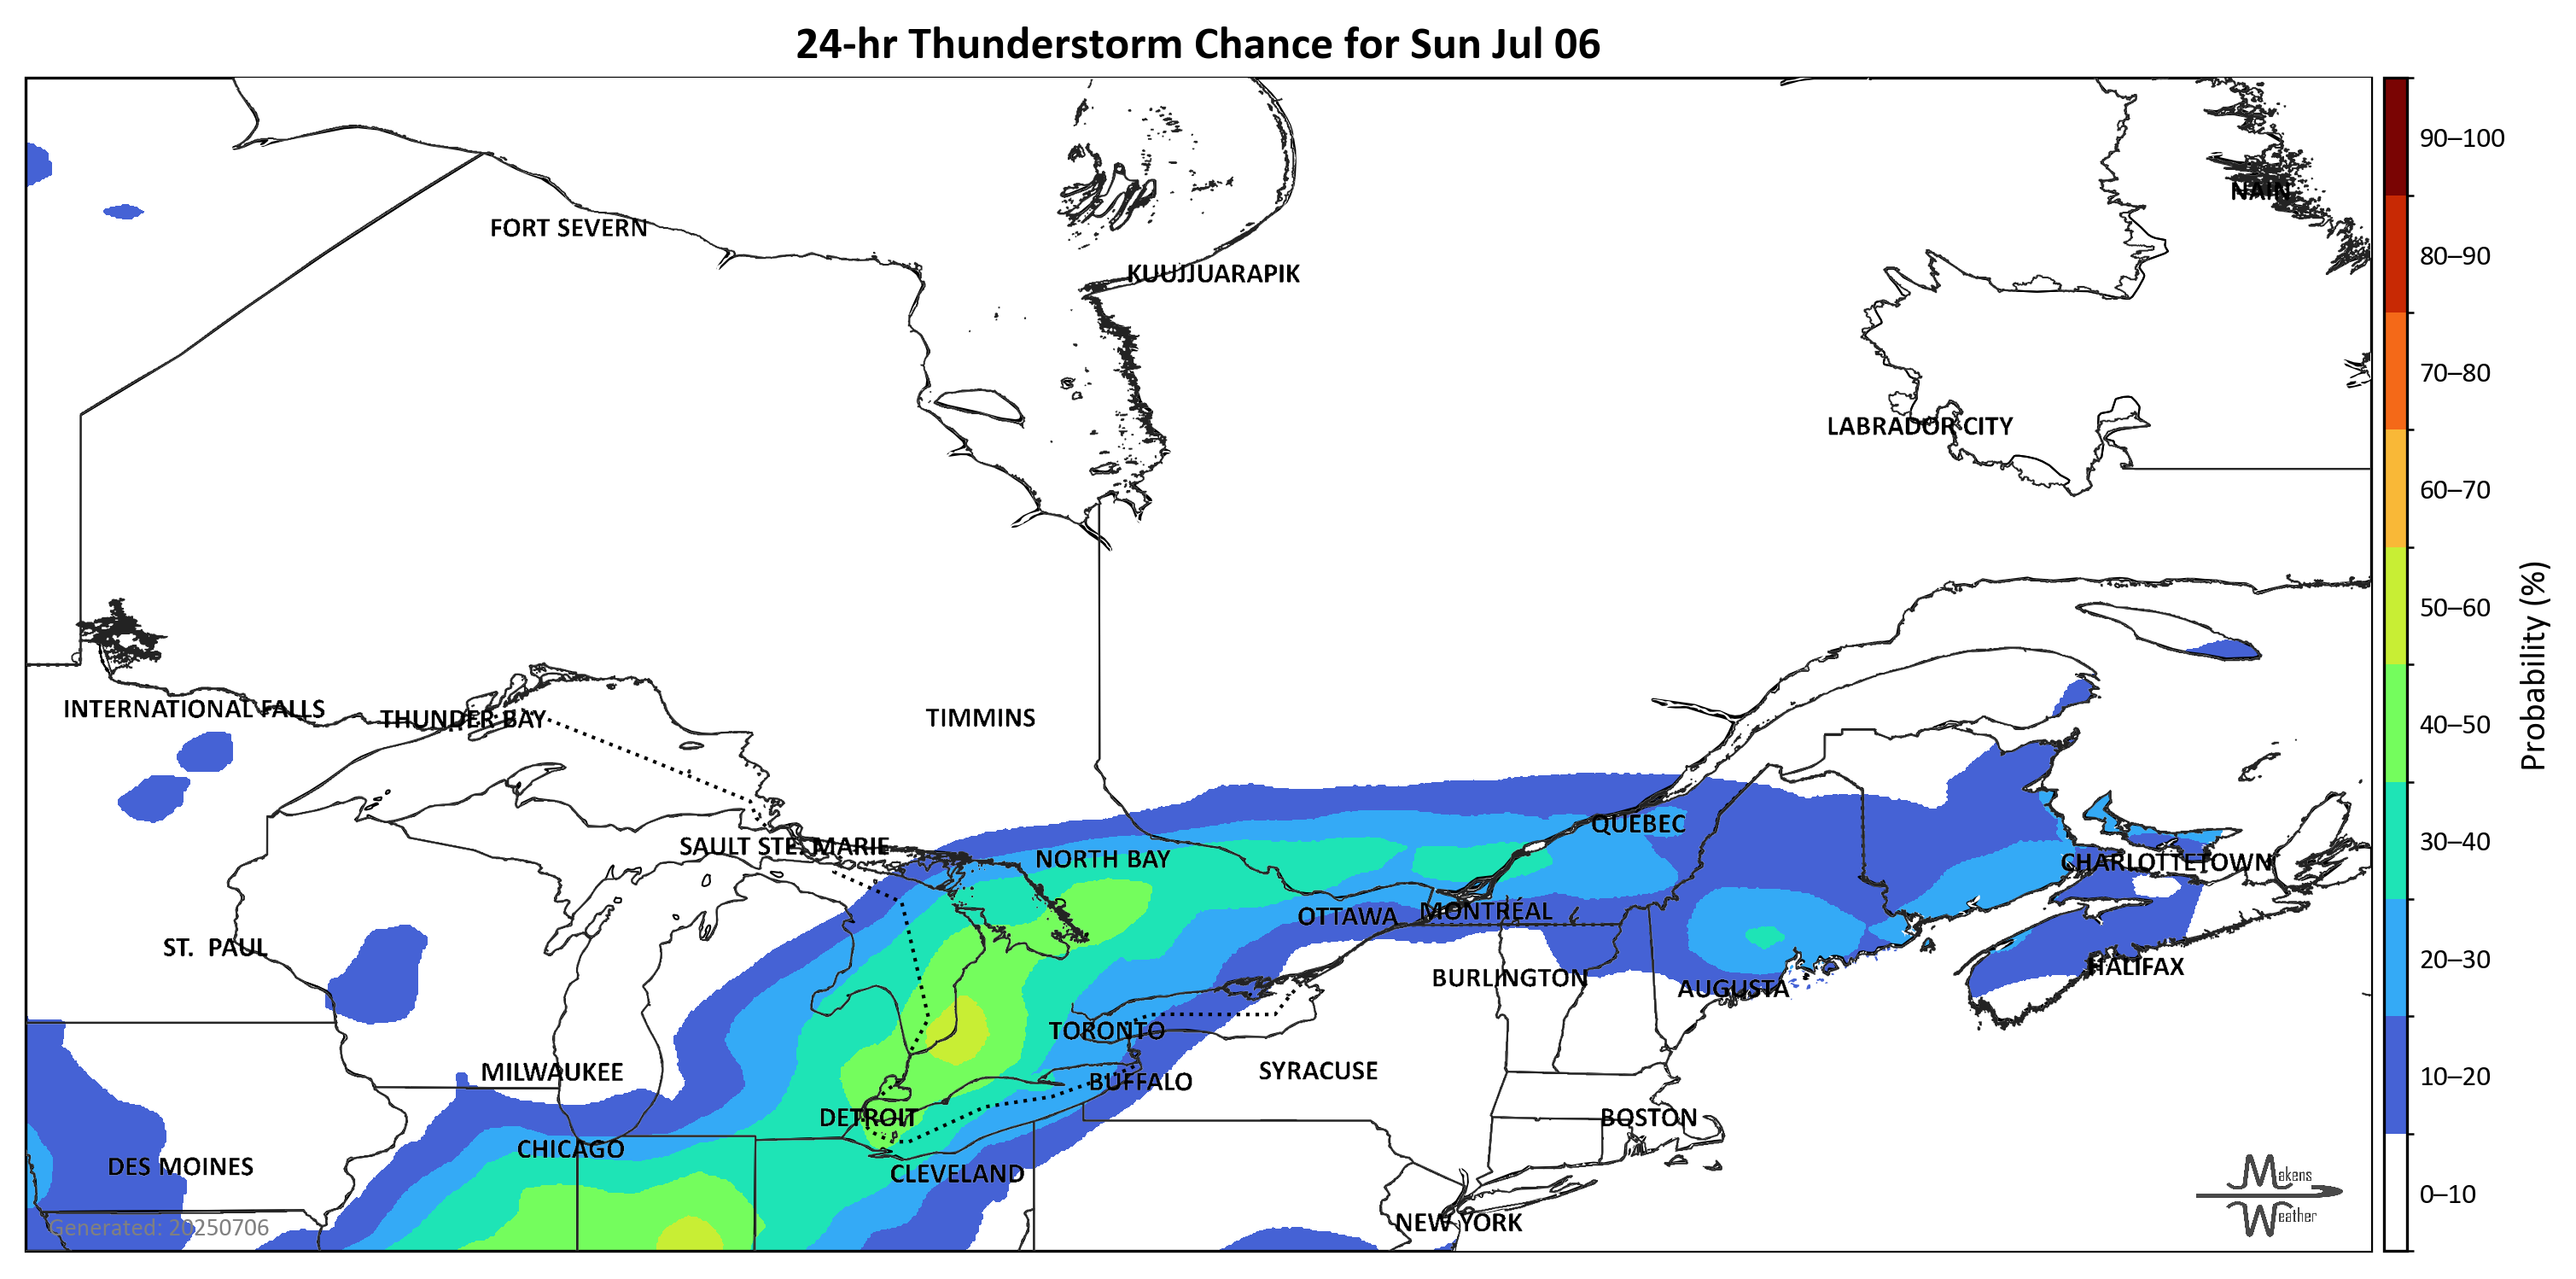 24-hr Thunderstorm Chance for Sun Jul 06
90–100
NAIN
FORT SEVERN
80–90
KUUJJUARAPIK
70–80
LABRADOR CITY
60–70
50–60
Probability (%)
INTERNATIONAL FALLS
THUNDER BAY
TIMMINS
40–50
QUEBEC
30–40
SAULT STE. MARIE
NORTH BAY
CHARLOTTETOWN
OTTAWA
MONTRÉAL
ST. PAUL
20–30
HALIFAX
BURLINGTON
AUGUSTA
TORONTO
MILWAUKEE
SYRACUSE
10–20
BUFFALO
DETROIT
BOSTON
CHICAGO
DES MOINES
CLEVELAND
Makens
Weather
0–10
NEW YORK
Generated: 20250706